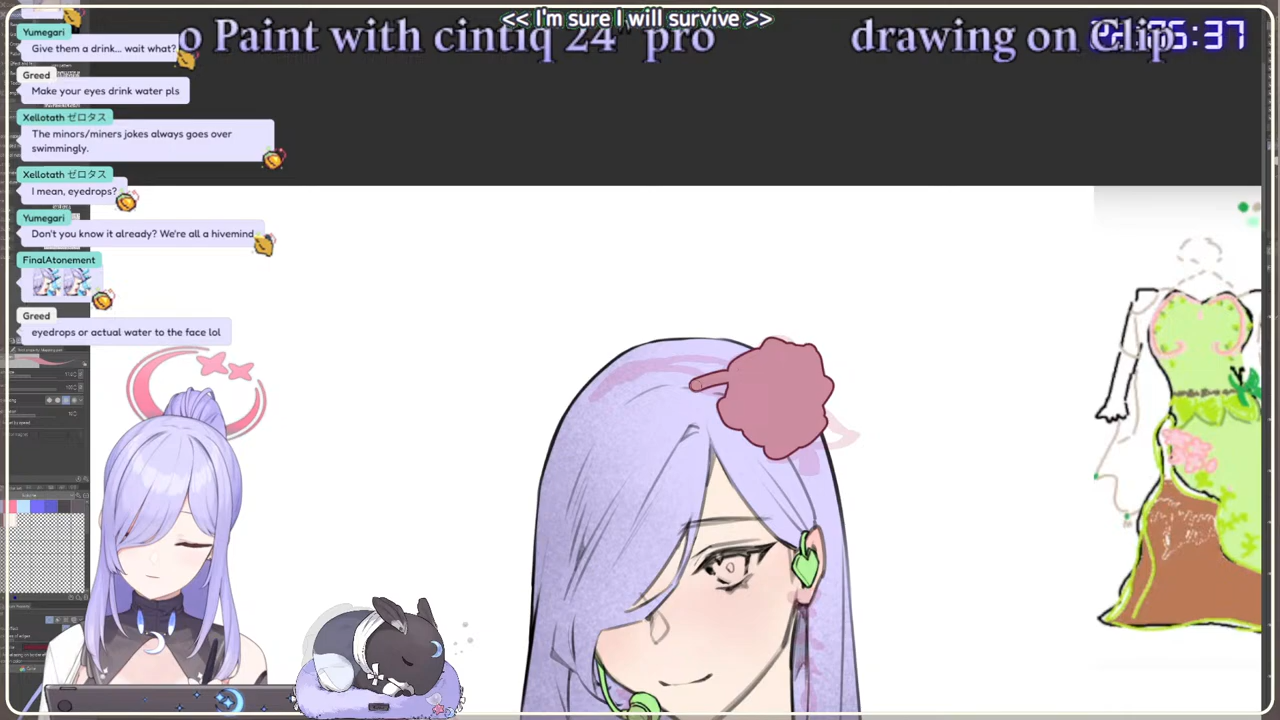 << I'm sure I will survive >>
o Paint with cintiq 24" pro
drawing on Clip
5:37
Yumegari
Give them a drink... wait what?
Greed
Make your eyes drink water pls
Xellotath ゼロタス
The minors/miners jokes always goes over
swimmingly.
Xellotath ゼロタス
I mean, eyedrops?
Yumegari
Don't you know it already? We're all a hivemind
FinalAtonement
Greed
eyedrops or actual water to the face lol